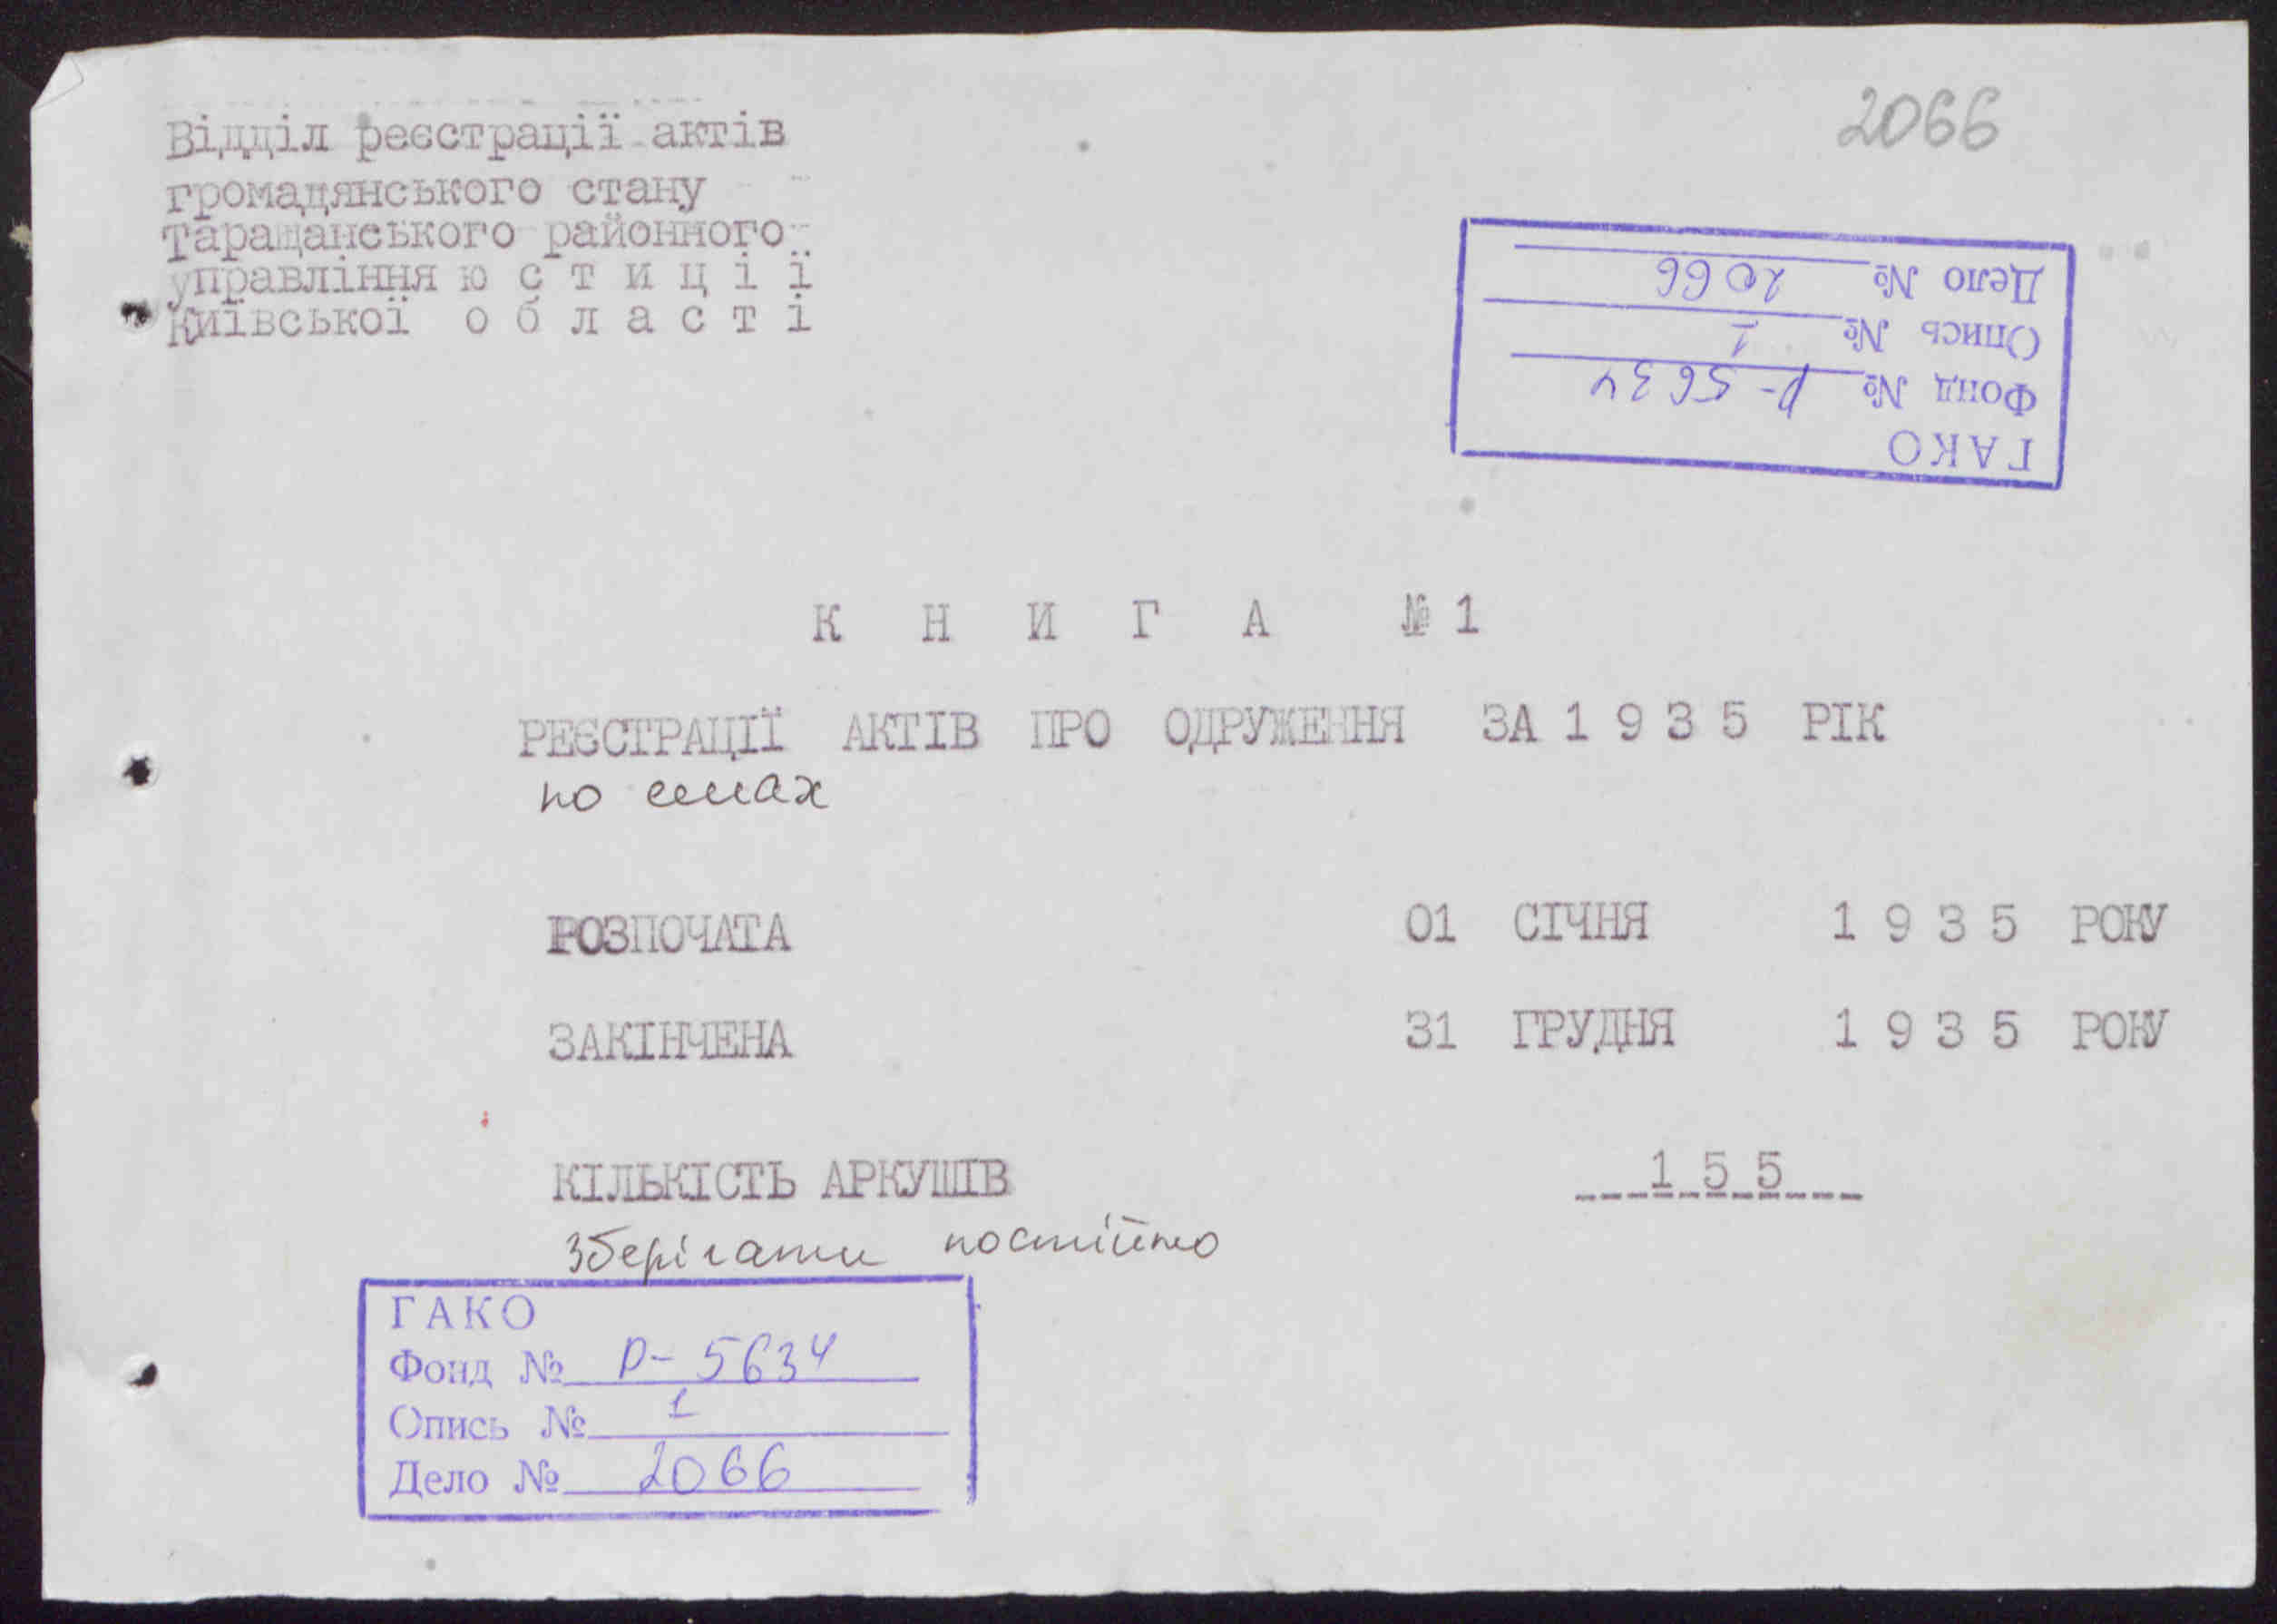 2066
Відділ реєстрації актів
громадянського стану
Таращанського районного
управління ю с т и ц і ї
Київської о б л а с т і
ГАКО
Фонд № Р-5634
Опись № 1
Дело № 2066
К Н И Г А № 1
РЕЄСТРАЦІЇ АКТІВ ПРО ОДРУЖЕННЯ ЗА 1 9 3 5 РІК
по селах
РОЗПОЧАТА 01 СІЧНЯ 1 9 3 5 РОКУ
ЗАКІНЧЕНА 31 ГРУДНЯ 1 9 3 5 РОКУ
КІЛЬКІСТЬ АРКУШІВ 1 5 5
Зберігати постійно
ГАКО
Фонд № Р-5634
Опись № 1
Дело № 2066